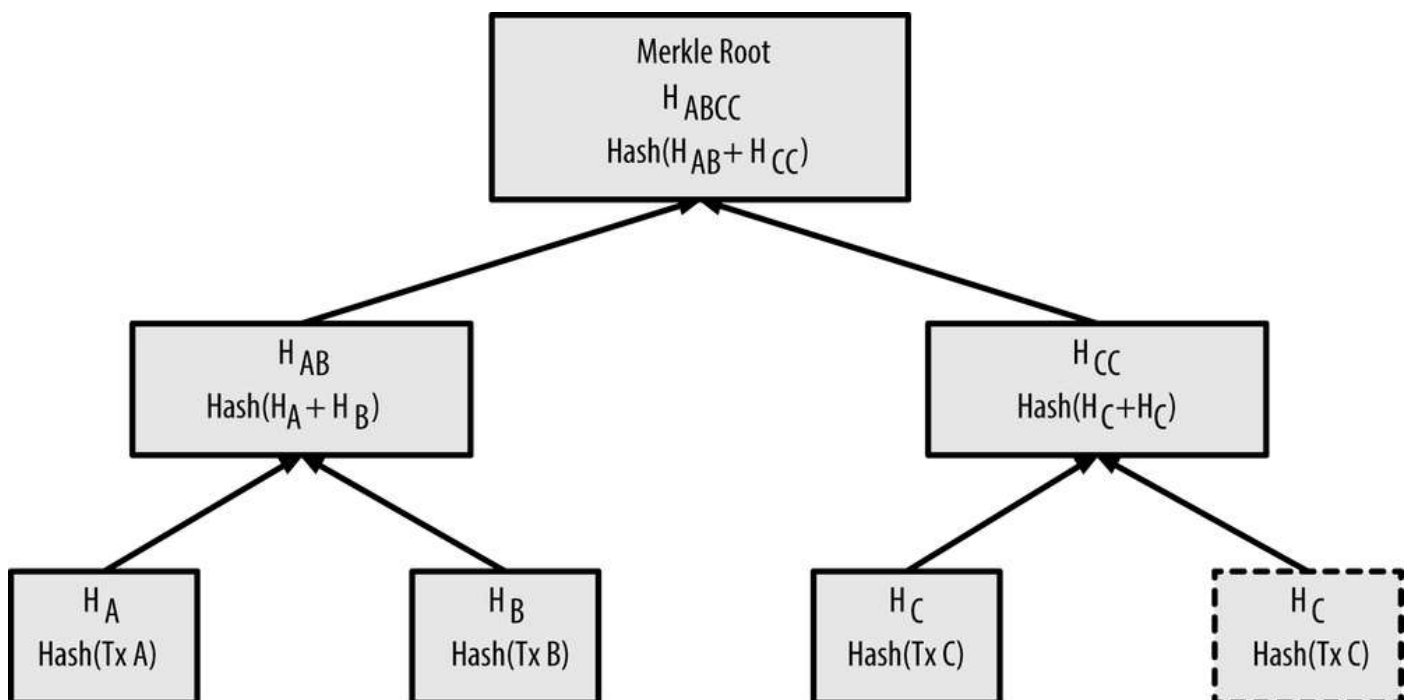 Merkle Root
H ABCC
Hash(H AB + H CC)
H AB
Hash(H A + H B)
H CC
Hash(H C+H C)
H A
Hash(Tx A)
H B
Hash(Tx B)
H C
Hash(Tx C)
H C
Hash(Tx C)